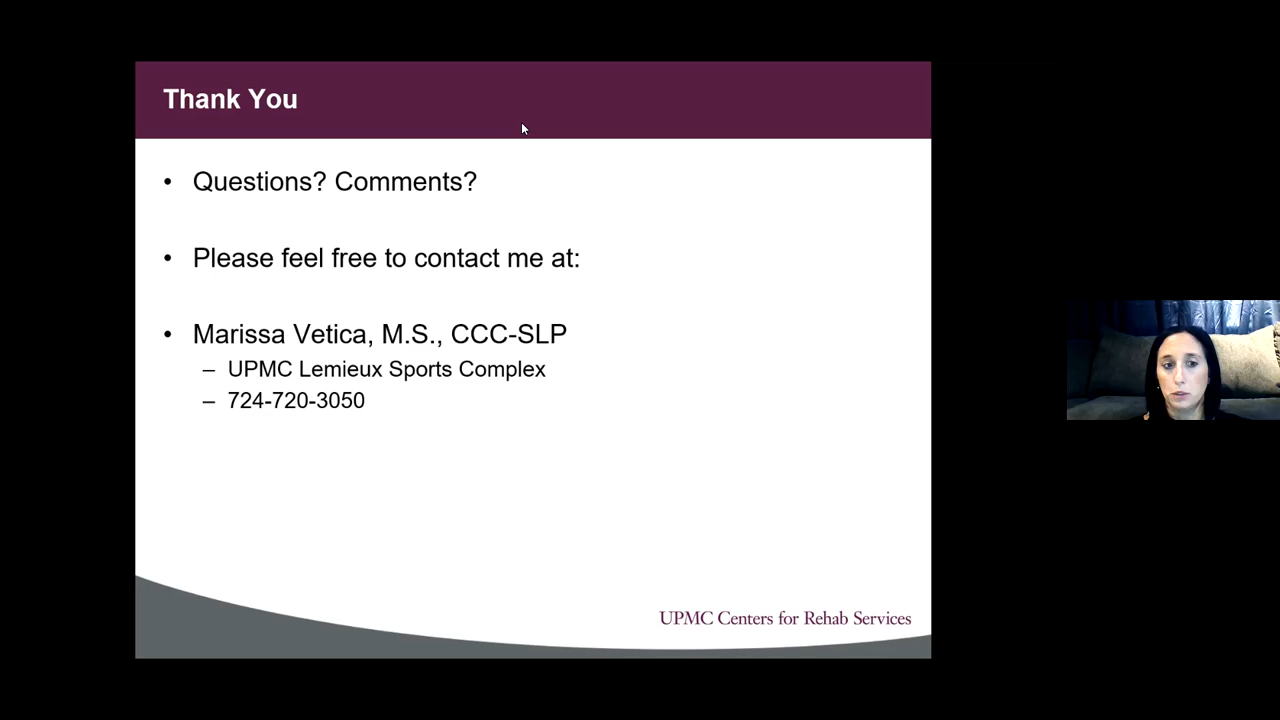 Thank You
• Questions? Comments?
• Please feel free to contact me at:
• Marissa Vetica, M.S., CCC-SLP
– UPMC Lemieux Sports Complex
– 724-720-3050
UPMC Centers for Rehab Services